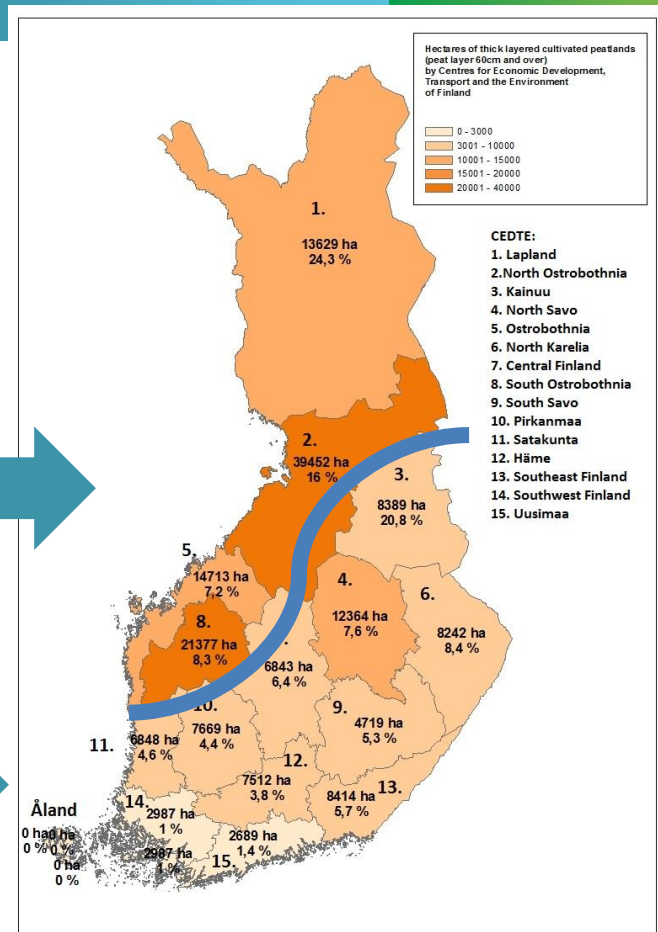 Hectares of thick layered cultivated peatlands
(peat layer 60cm and over)
by Centres for Economic Development,
Transport and the Environment
of Finland
0 - 3000
3001 - 10000
10001 - 15000
15001 - 20000
20001 - 40000
CEDTE:
1. Lapland
2.North Ostrobothnia
3. Kainuu
4. North Savo
5. Ostrobothnia
6. North Karelia
7. Central Finland
8. South Ostrobothnia
9. South Savo
10. Pirkanmaa
11. Satakunta
12. Häme
13. Southeast Finland
14. Southwest Finland
15. Uusimaa
1.
13629 ha
24,3 %
2.
39452 ha
16 %
3.
8389 ha
20,8 %
5.
14713 ha
7,2 %
4.
12364 ha
7,6 %
6.
8242 ha
8,4 %
8.
21377 ha
8,3 %
6843 ha
6,4 %
10.
7669 ha
4,4 %
9.
4719 ha
5,3 %
11.
6848 ha
4,6 %
12.
7512 ha
3,8 %
13.
8414 ha
5,7 %
Åland
0 ha
0 %
0 ha
0 %
0 ha
0 %
14.
2987 ha
1 %
2987 ha
1 %
15.
2689 ha
1,4 %